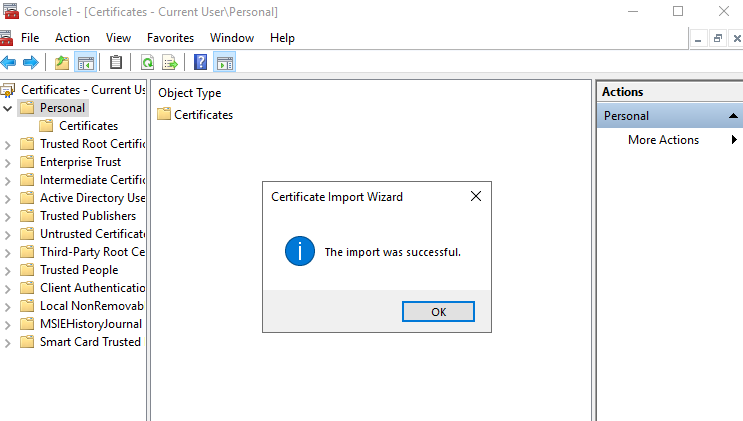 Console1 - [Certificates - Current User\Personal]
File Action View Favorites Window Help
Certificates - Current Us
Personal
Certificates
Trusted Root Certific
Enterprise Trust
Intermediate Certific
Active Directory Use
Trusted Publishers
Untrusted Certificate
Third-Party Root Ce
Trusted People
Client Authenticatio
Local NonRemovab
MSIEHistoryJournal
Smart Card Trusted
Object Type
Certificates
Certificate Import Wizard
The import was successful.
OK
Actions
Personal
More Actions